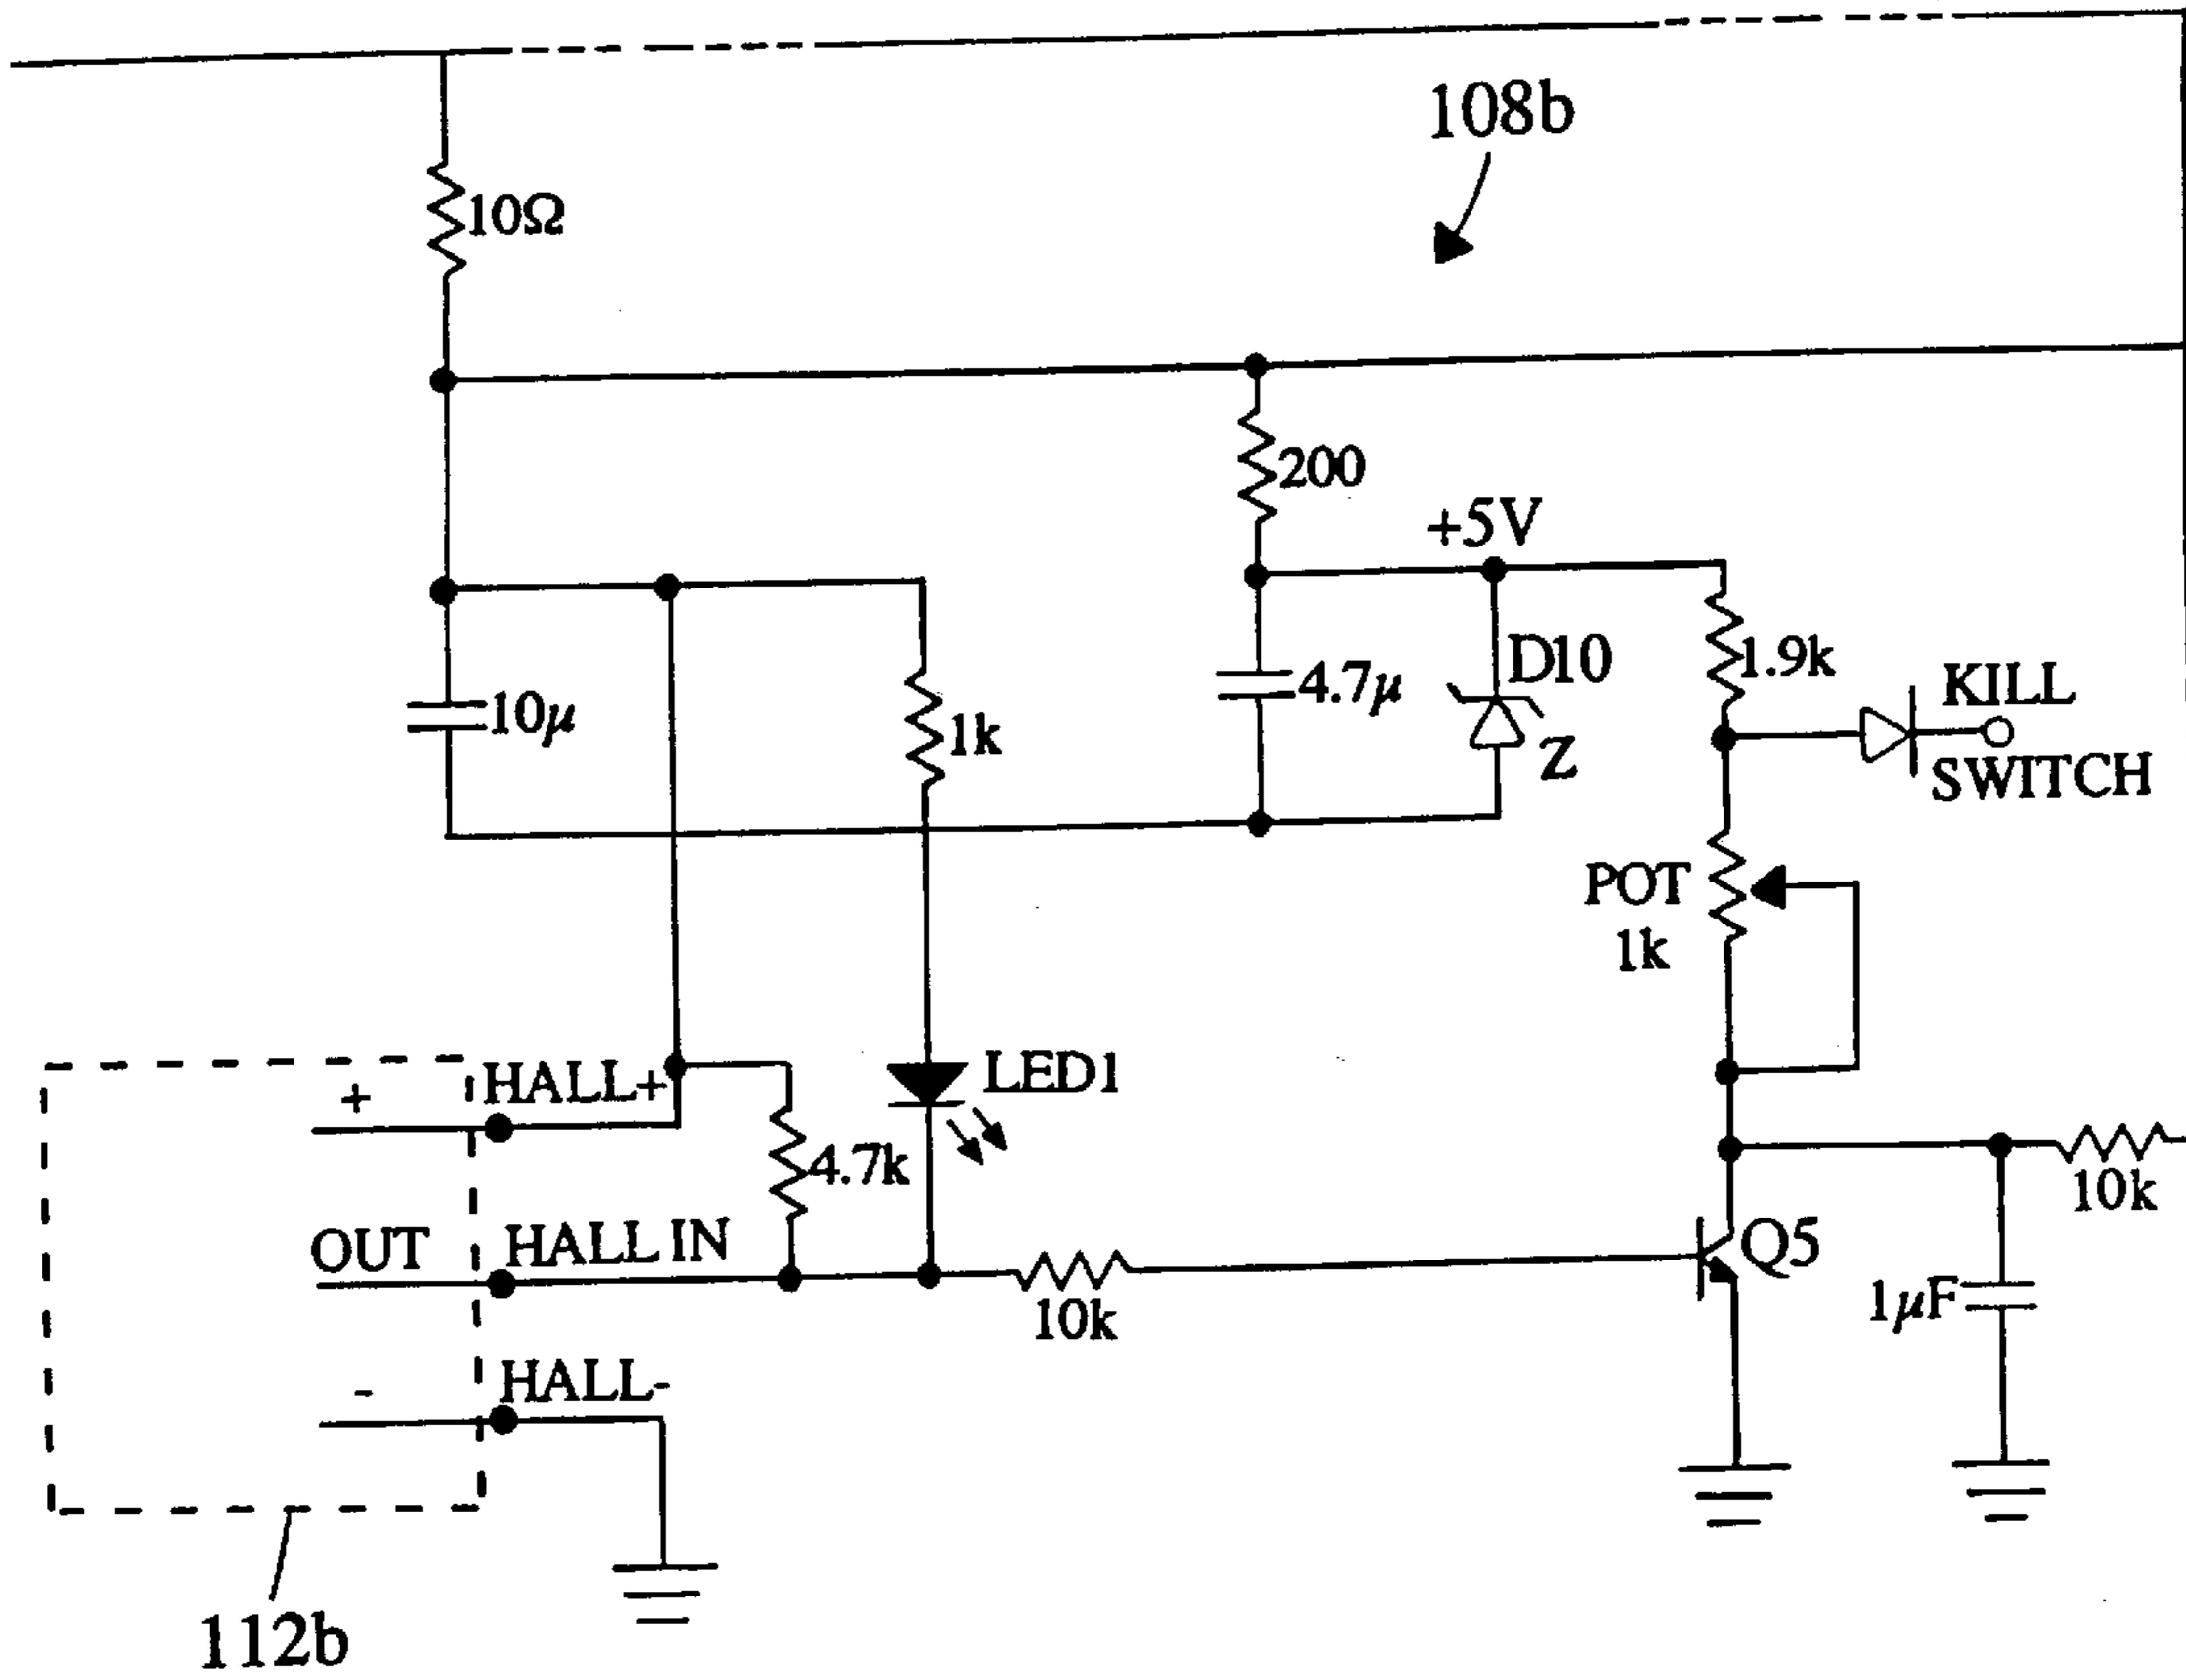 108b
10Ω
200
+5V
D10
Z
1.9k
KILL
SWITCH
10μ
1k
4.7μ
POT
1k
+
HALL+
4.7k
LED1
OUT
HALL IN
10k
Q5
1μF
10k
-
HALL-
112b